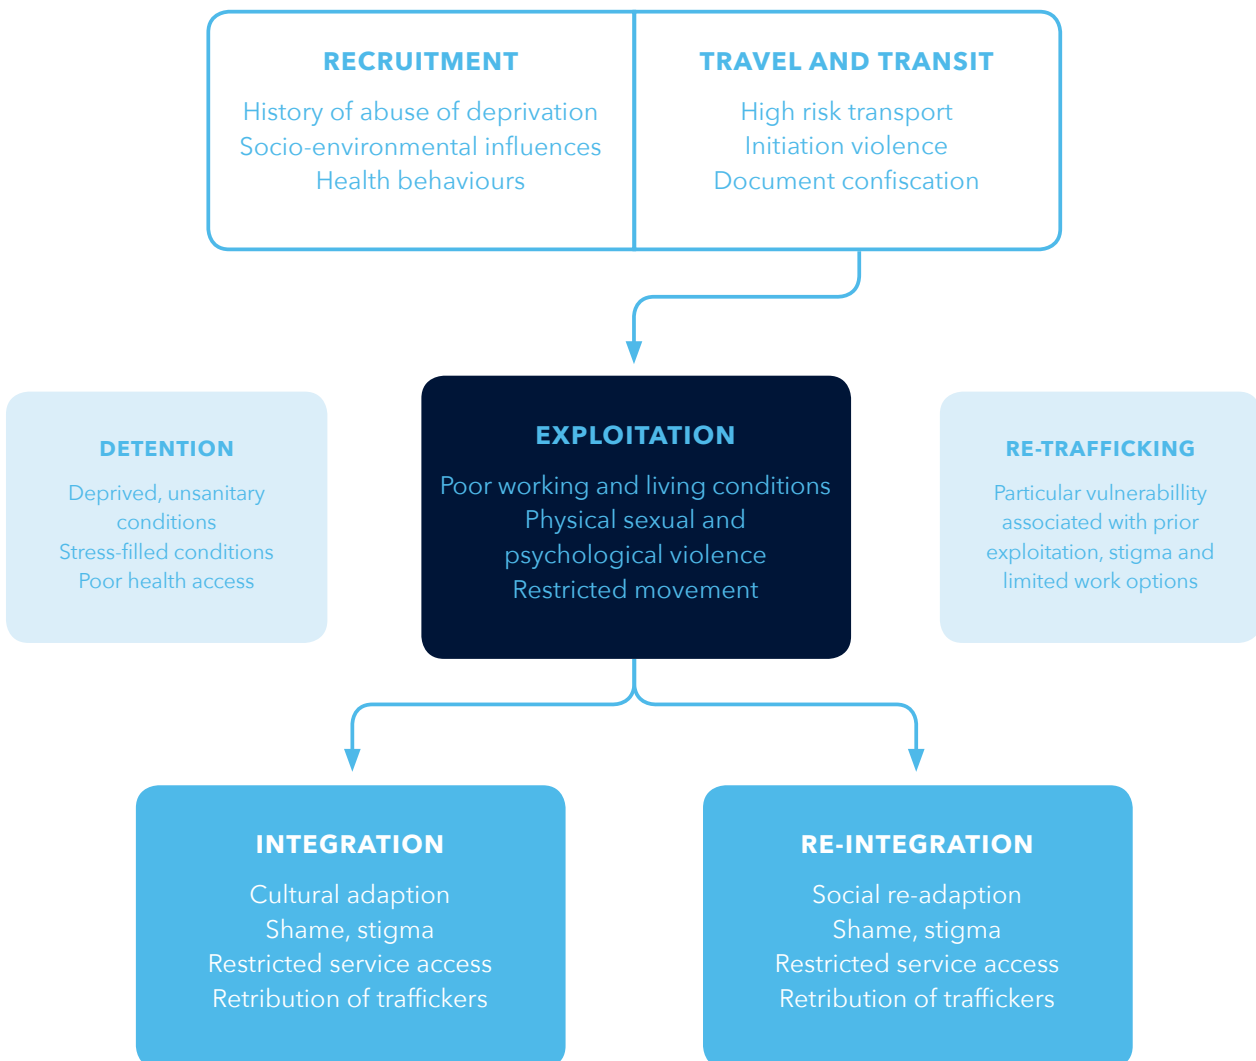 RECRUITMENT
History of abuse of deprivation
Socio-environmental influences
Health behaviours
TRAVEL AND TRANSIT
High risk transport
Initiation violence
Document confiscation
DETENTION
Deprived, unsanitary
conditions
Stress-filled conditions
Poor health access
EXPLOITATION
Poor working and living conditions
Physical sexual and
psychological violence
Restricted movement
RE-TRAFFICKING
Particular vulnerabillity
associated with prior
exploitation, stigma and
limited work options
INTEGRATION
Cultural adaption
Shame, stigma
Restricted service access
Retribution of traffickers
RE-INTEGRATION
Social re-adaption
Shame, stigma
Restricted service access
Retribution of traffickers